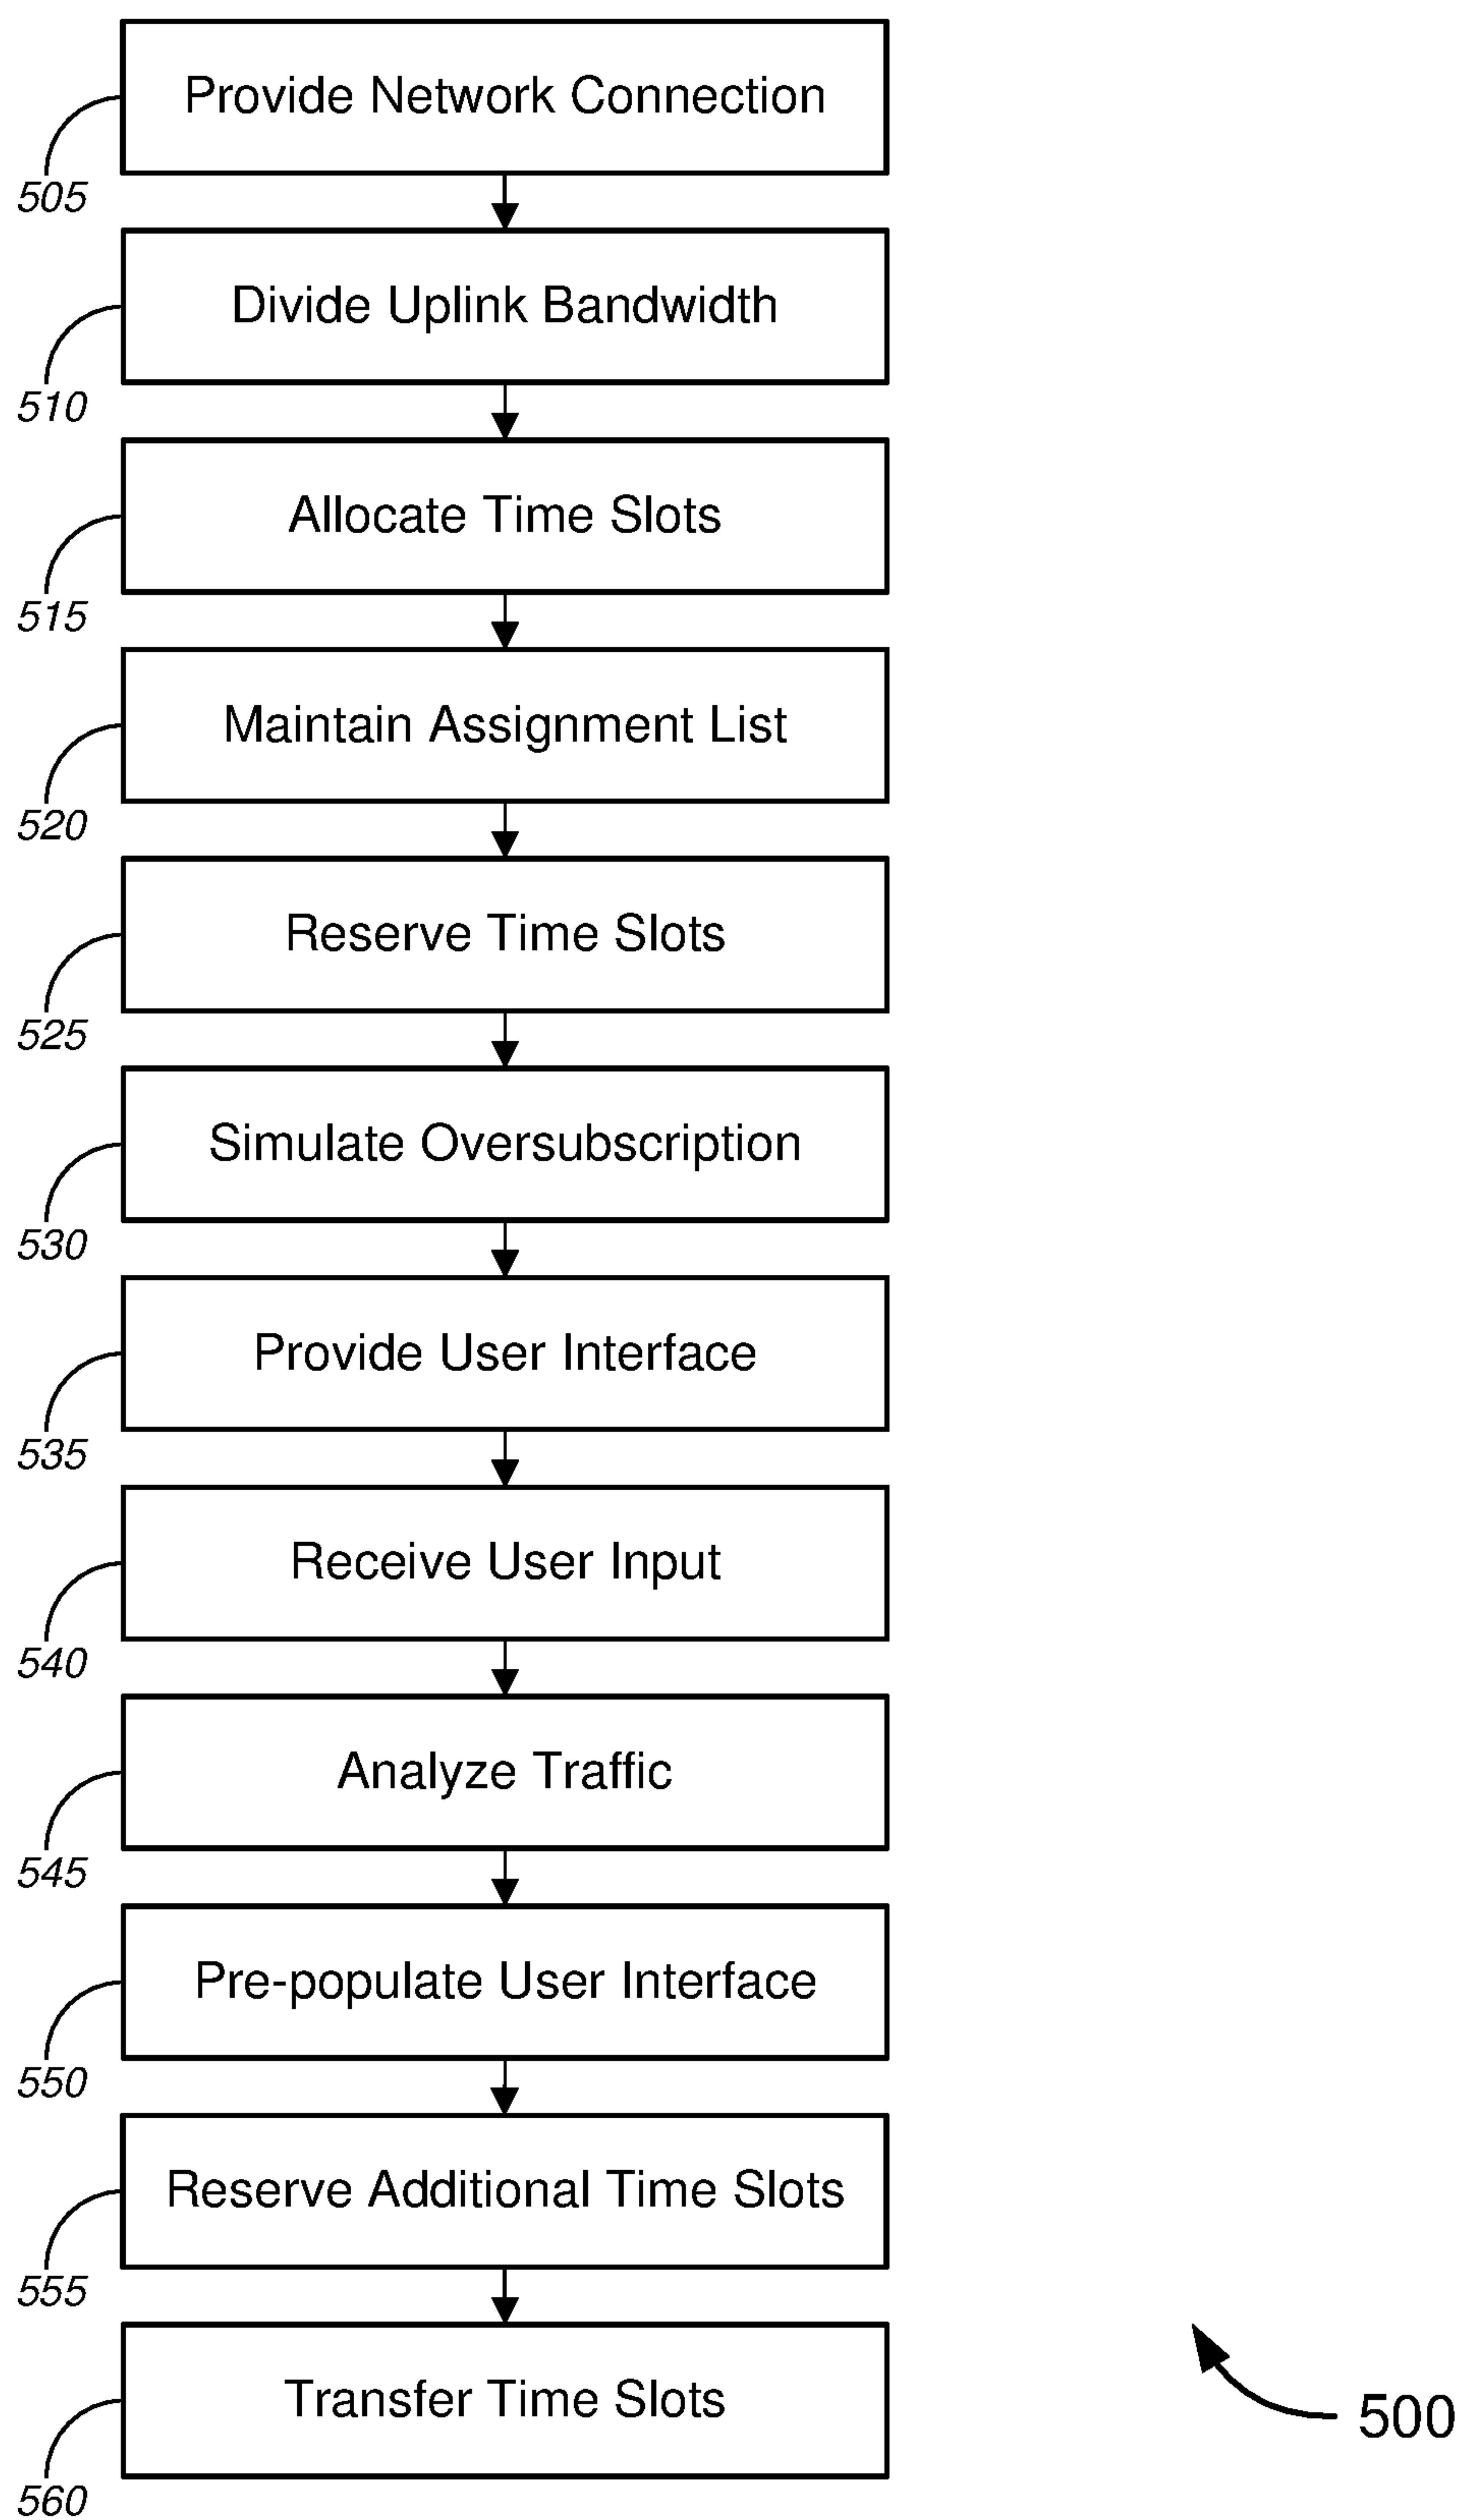 Provide Network Connection
505
Divide Uplink Bandwidth
510
Allocate Time Slots
515
Maintain Assignment List
520
Reserve Time Slots
525
Simulate Oversubscription
530
Provide User Interface
535
Receive User Input
540
Analyze Traffic
545
Pre-populate User Interface
550
Reserve Additional Time Slots
555
Transfer Time Slots
560
500